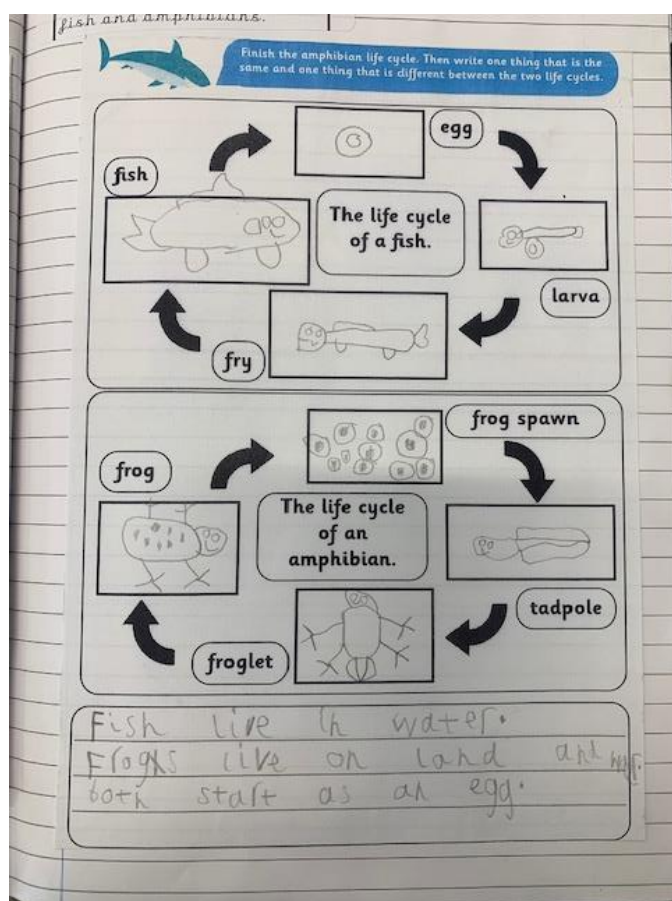 fish and amphibians.
Finish the amphibian life cycle. Then write one thing that is the
same and one thing that is different between the two life cycles.
egg
fish
The life cycle
of a fish.
larva
fry
frog spawn
frog
The life cycle
of an
amphibian.
tadpole
froglet
Fish live in water.
Frogs live on land and
both start as an egg.